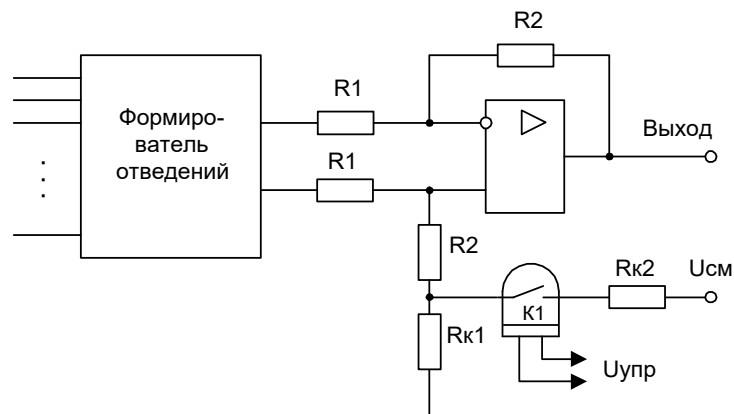 R2
R1
Формиро-
ватель
отведений
Выход
R1
R2
Rк2
Uсм
К1
Rк1
Uупр